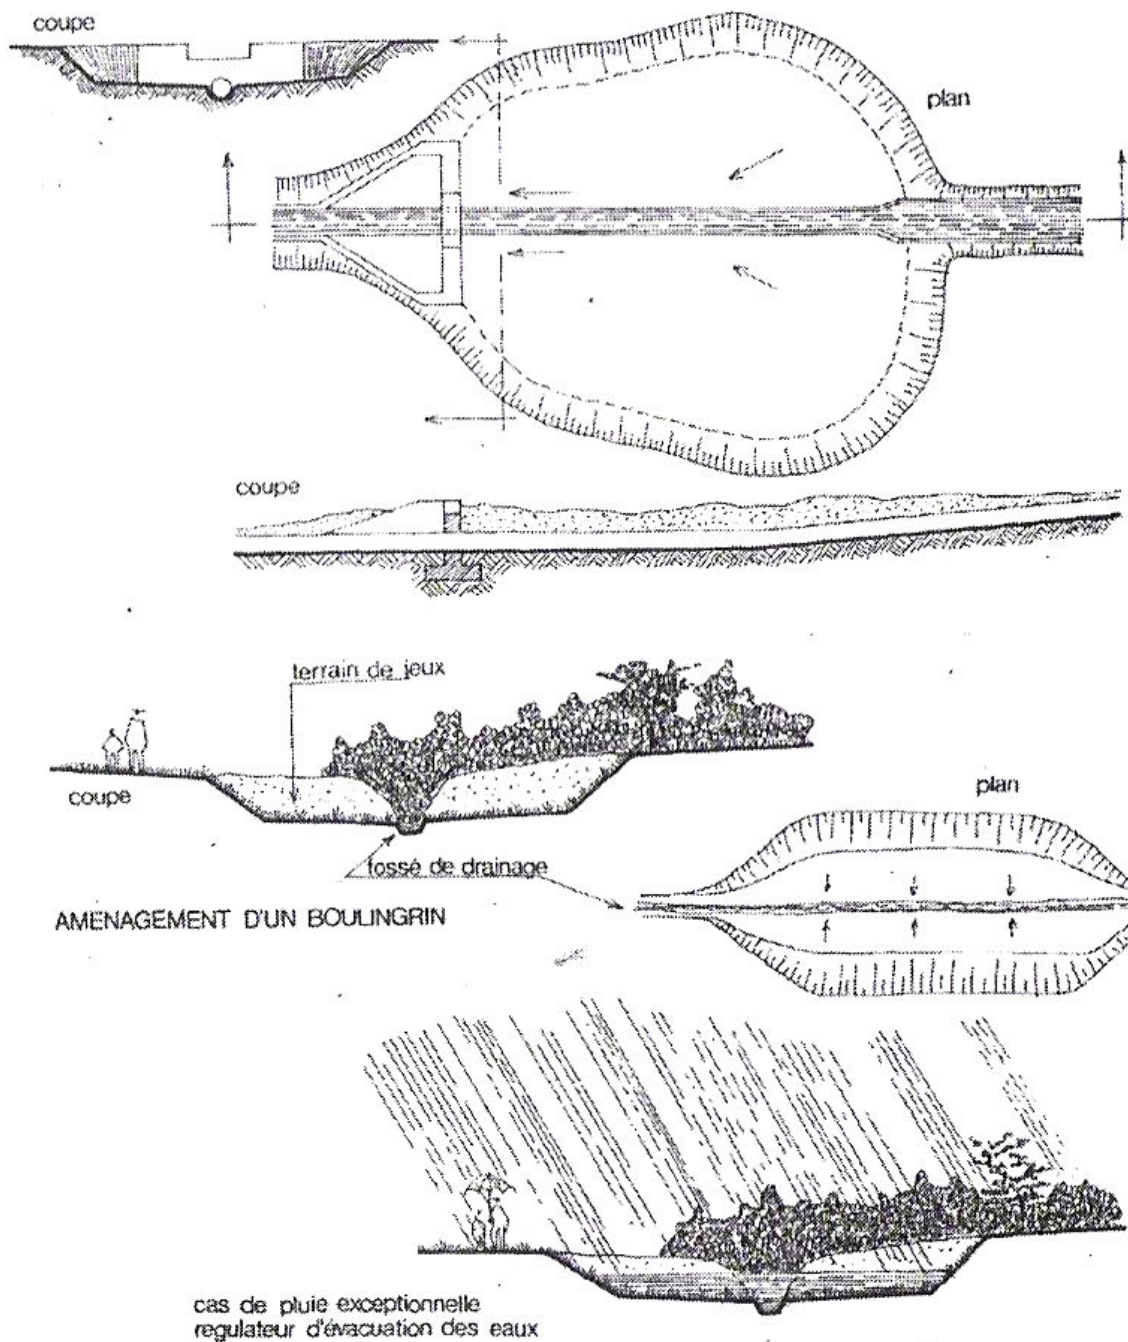 coupe
plan
coupe
terrain de jeux
coupe
plan
fossé de drainage
AMENAGEMENT D'UN BOULINGRIN
cas de pluie exceptionnelle
regulateur d'évacuation des eaux